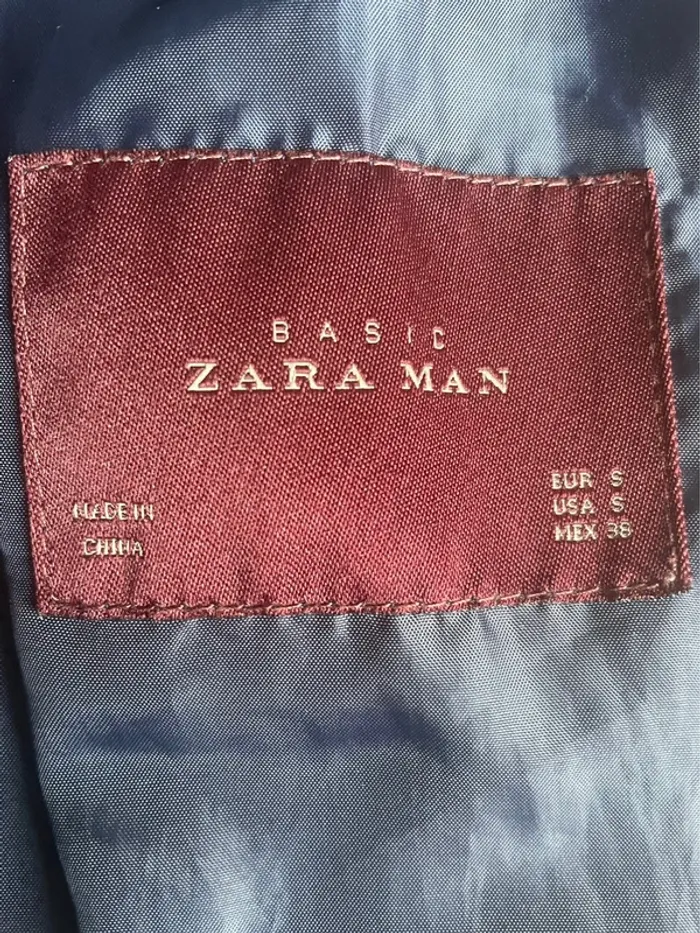 BASIC
ZARA MAN
MADE IN
CHINA
EUR S
USA S
MEX 38